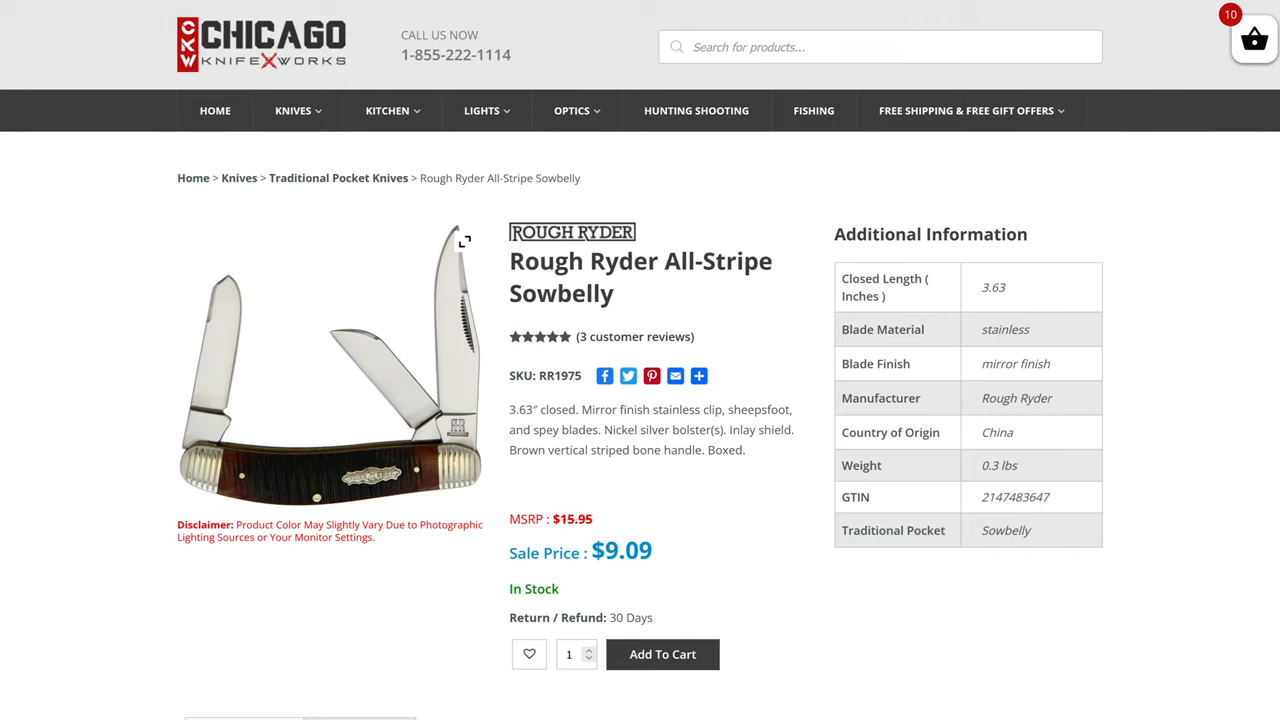 CKW CHICAGO
KNIFE WORKS
CALL US NOW
1-855-222-1114
Search for products...
10
HOME
KNIVES
KITCHEN
LIGHTS
OPTICS
HUNTING SHOOTING
FISHING
FREE SHIPPING & FREE GIFT OFFERS
Home > Knives > Traditional Pocket Knives > Rough Ryder All-Stripe Sowbelly
Disclaimer: Product Color May Slightly Vary Due to Photographic
Lighting Sources or Your Monitor Settings.
ROUGH RYDER
Rough Ryder All-Stripe
Sowbelly
(3 customer reviews)
SKU: RR1975
3.63″ closed. Mirror finish stainless clip, sheepsfoot,
and spey blades. Nickel silver bolster(s). Inlay shield.
Brown vertical striped bone handle. Boxed.
MSRP : $15.95
Sale Price : $9.09
In Stock
Return / Refund: 30 Days
1
Add To Cart
Additional Information
Closed Length (
Inches )
3.63
Blade Material stainless
Blade Finish mirror finish
Manufacturer Rough Ryder
Country of Origin China
Weight 0.3 lbs
GTIN 2147483647
Traditional Pocket Sowbelly